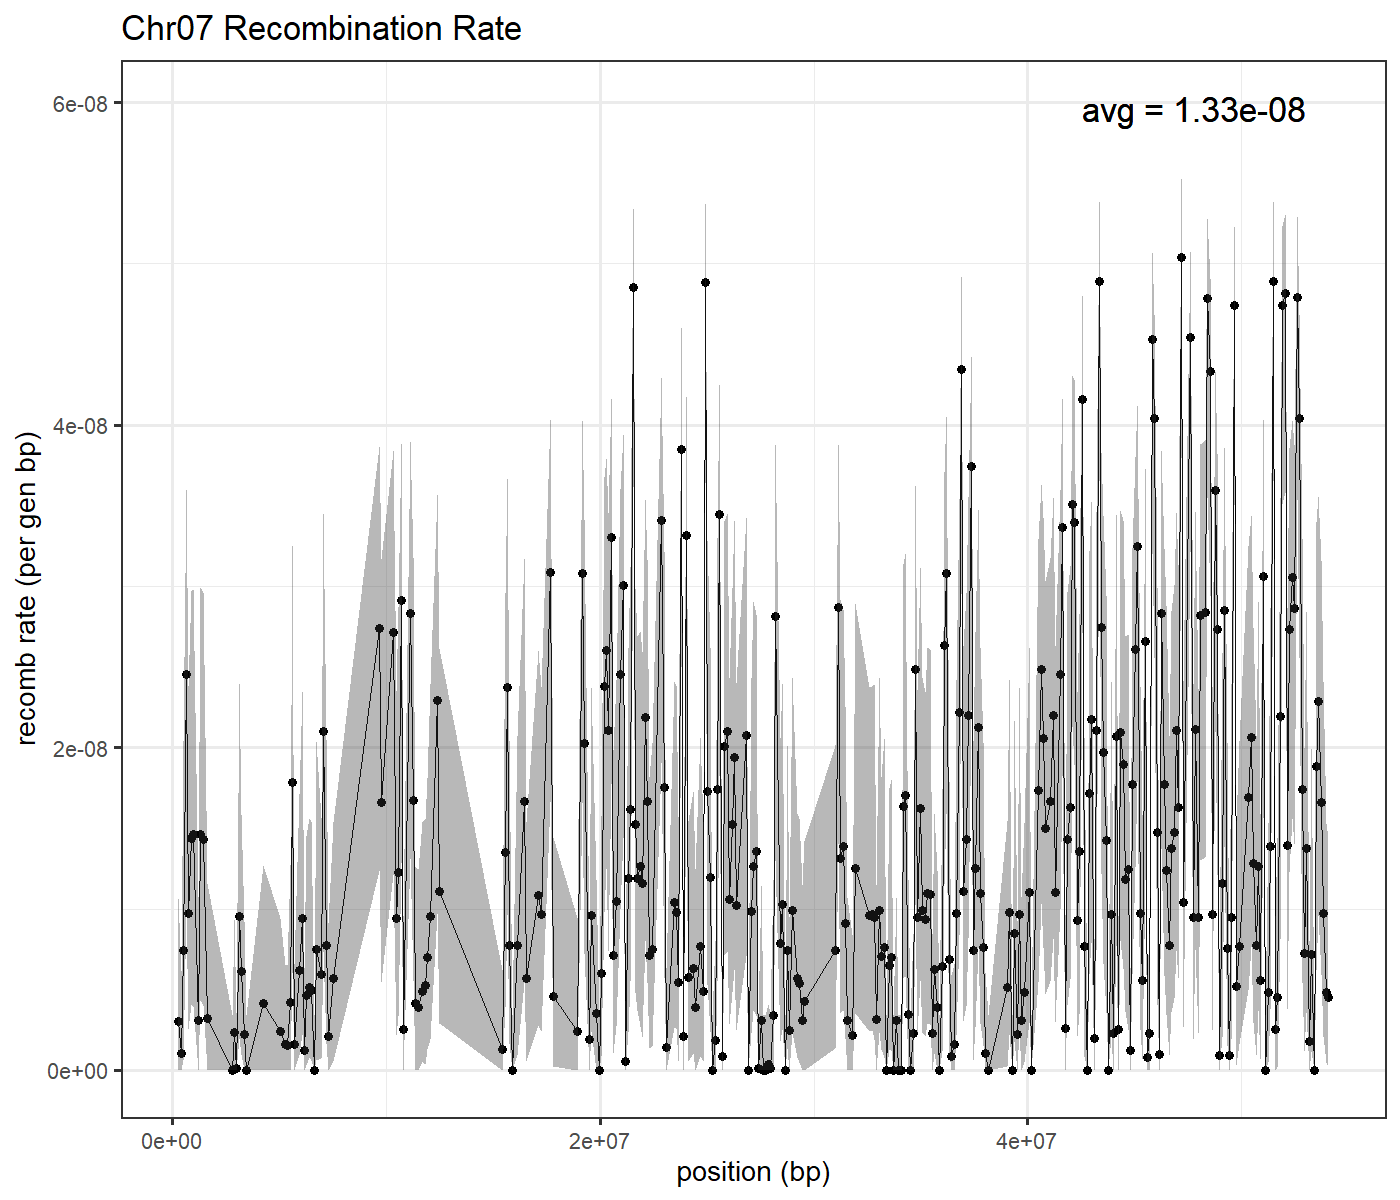 Chr07 Recombination Rate
avg = 1.33e-08
recomb rate (per gen bp)
6e-08
4e-08
2e-08
0e+00
0e+00 2e+07 4e+07
position (bp)